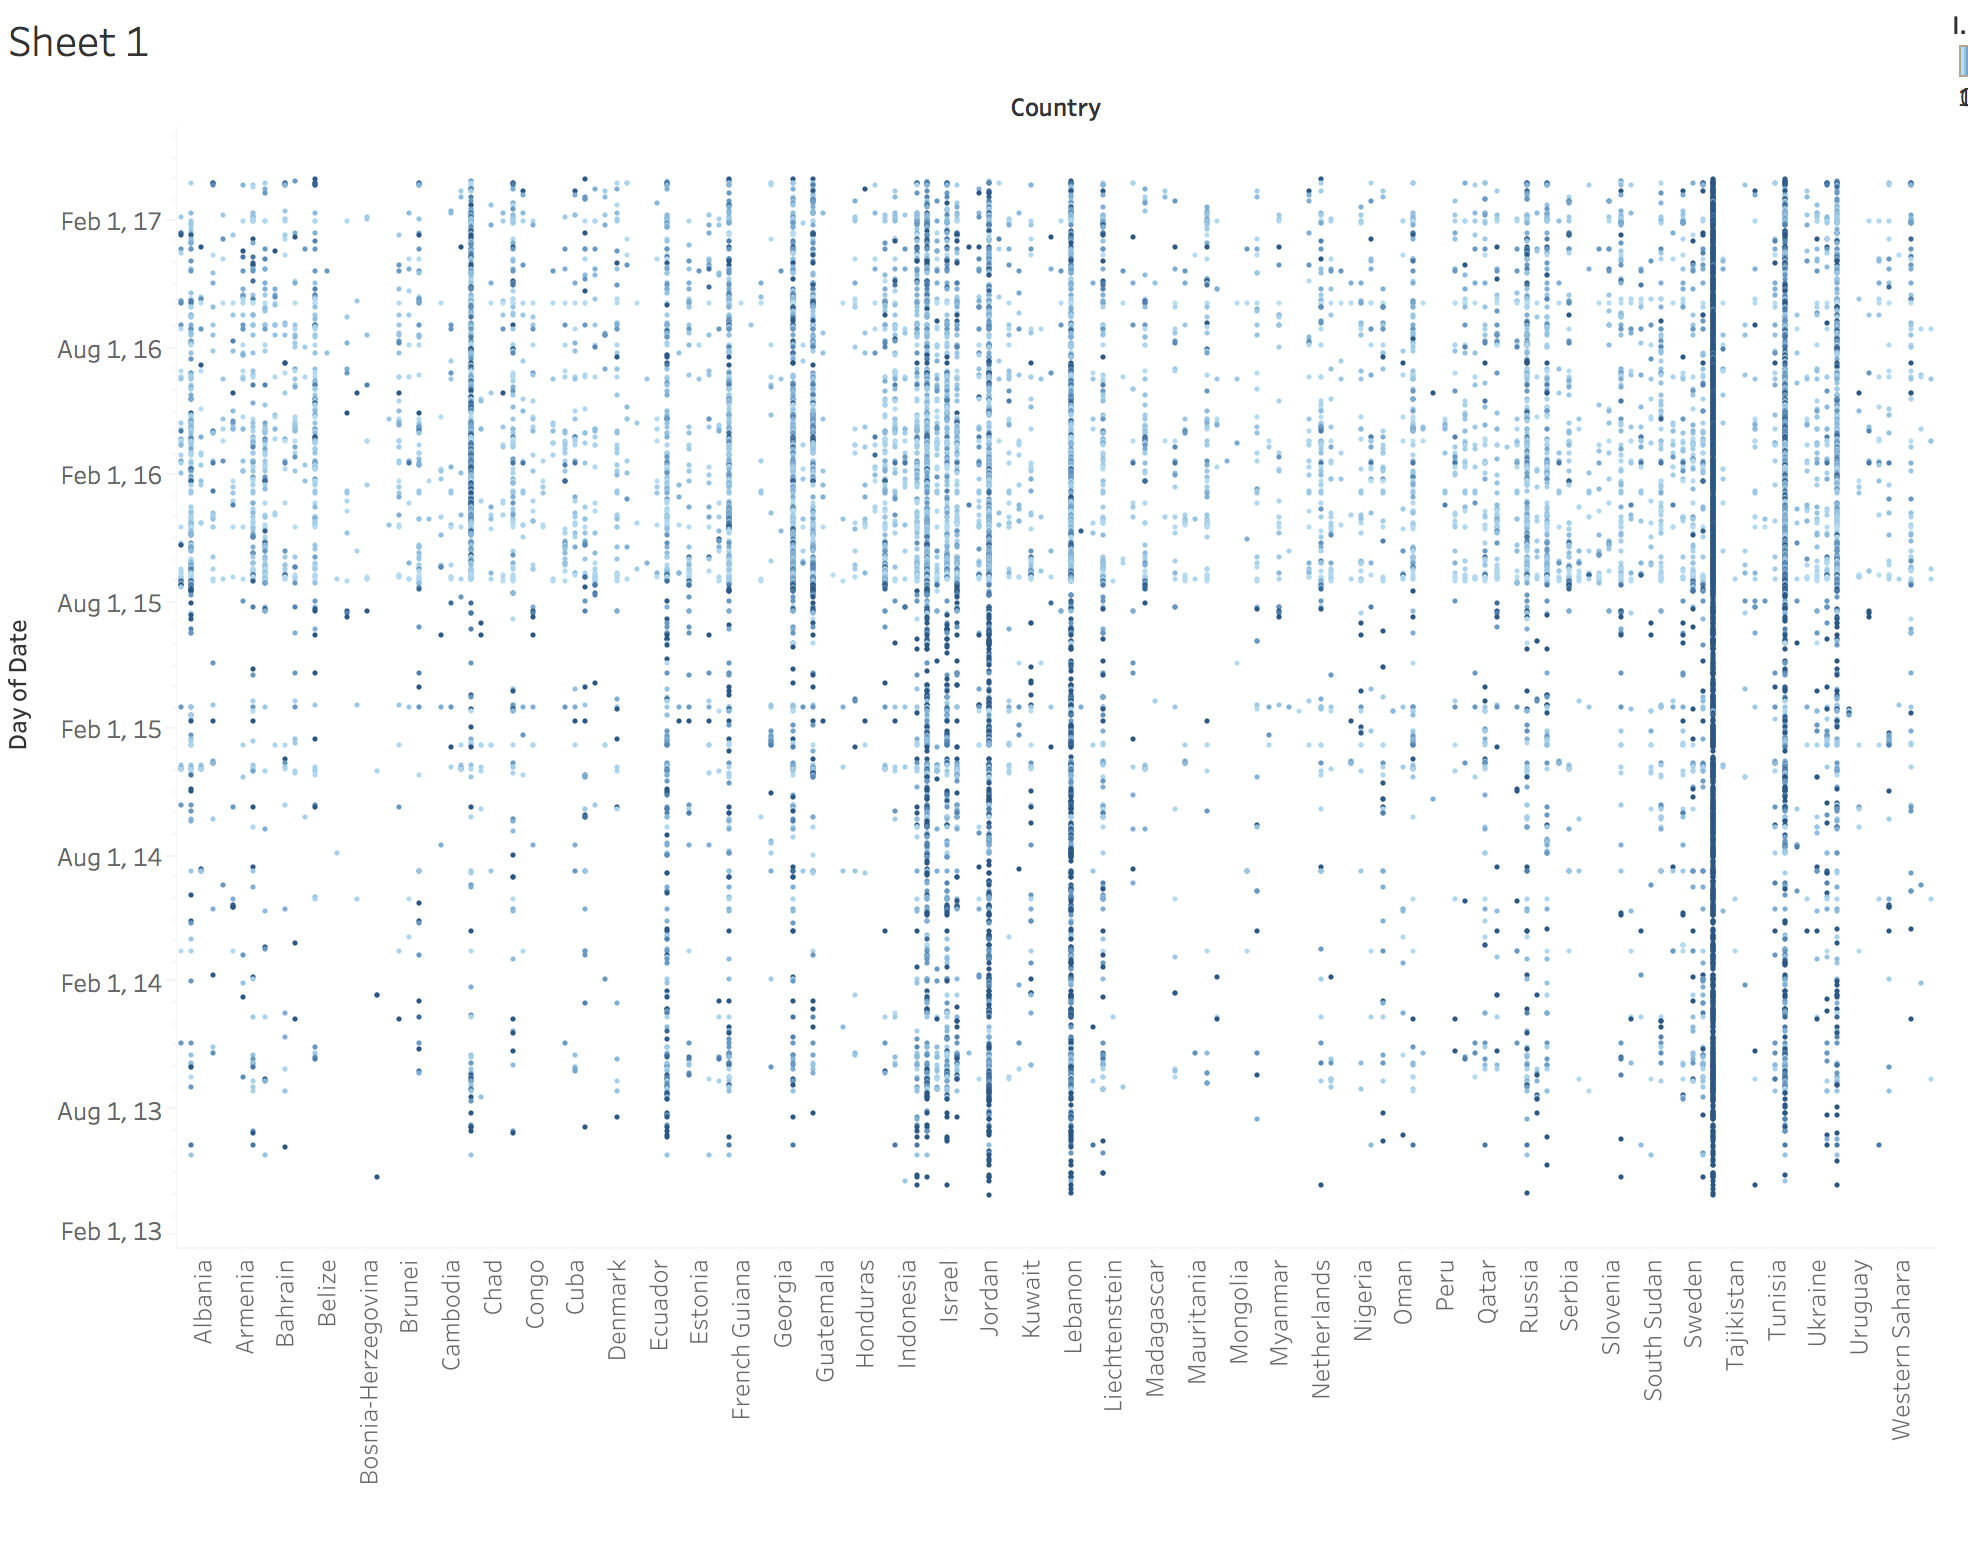 Sheet 1
I.
Country
Day of Date
Feb 1, 17
Aug 1, 16
Feb 1, 16
Aug 1, 15
Feb 1, 15
Aug 1, 14
Feb 1, 14
Aug 1, 13
Feb 1, 13
Albania
Armenia
Bahrain
Belize
Bosnia-Herzegovina
Brunei
Cambodia
Chad
Congo
Cuba
Denmark
Ecuador
Estonia
French Guiana
Georgia
Guatemala
Honduras
Indonesia
Israel
Jordan
Kuwait
Lebanon
Liechtenstein
Madagascar
Mauritania
Mongolia
Myanmar
Netherlands
Nigeria
Oman
Peru
Qatar
Russia
Serbia
Slovenia
South Sudan
Sweden
Tajikistan
Tunisia
Ukraine
Uruguay
Western Sahara